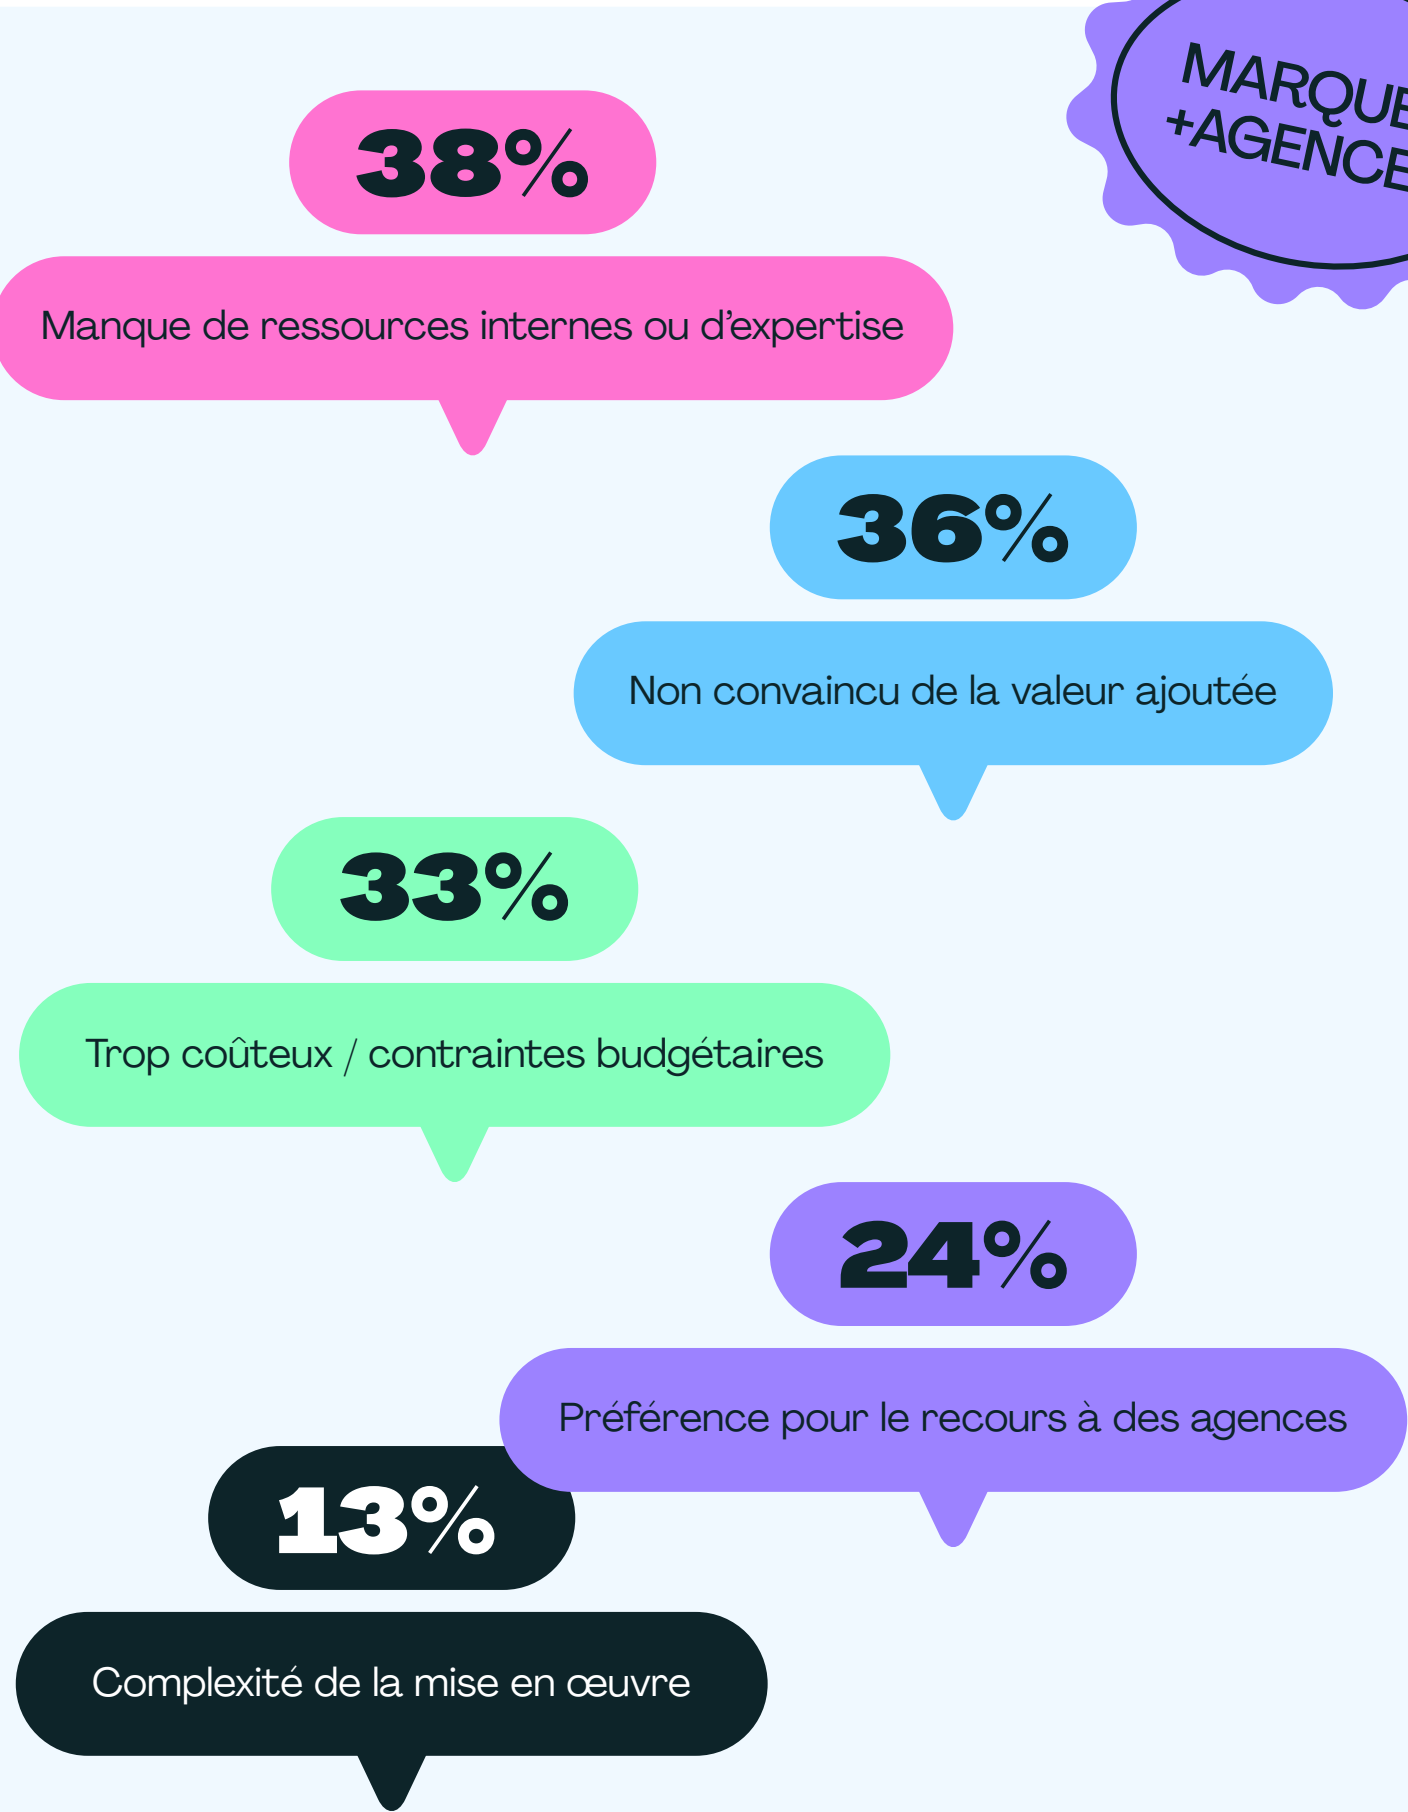 MARQUE
+AGENCE
38%
Manque de ressources internes ou d’expertise
36%
Non convaincu de la valeur ajoutée
33%
Trop coûteux / contraintes budgétaires
24%
Préférence pour le recours à des agences
13%
Complexité de la mise en œuvre